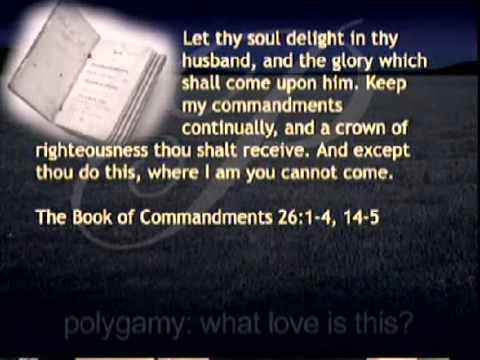 Let thy soul delight in thy
husband, and the glory which
shall come upon him. Keep
my commandments
continually, and a crown of
righteousness thou shalt receive. And except
thou do this, where I am you cannot come.
The Book of Commandments 26:1-4, 14-5
polygamy: what love is this?